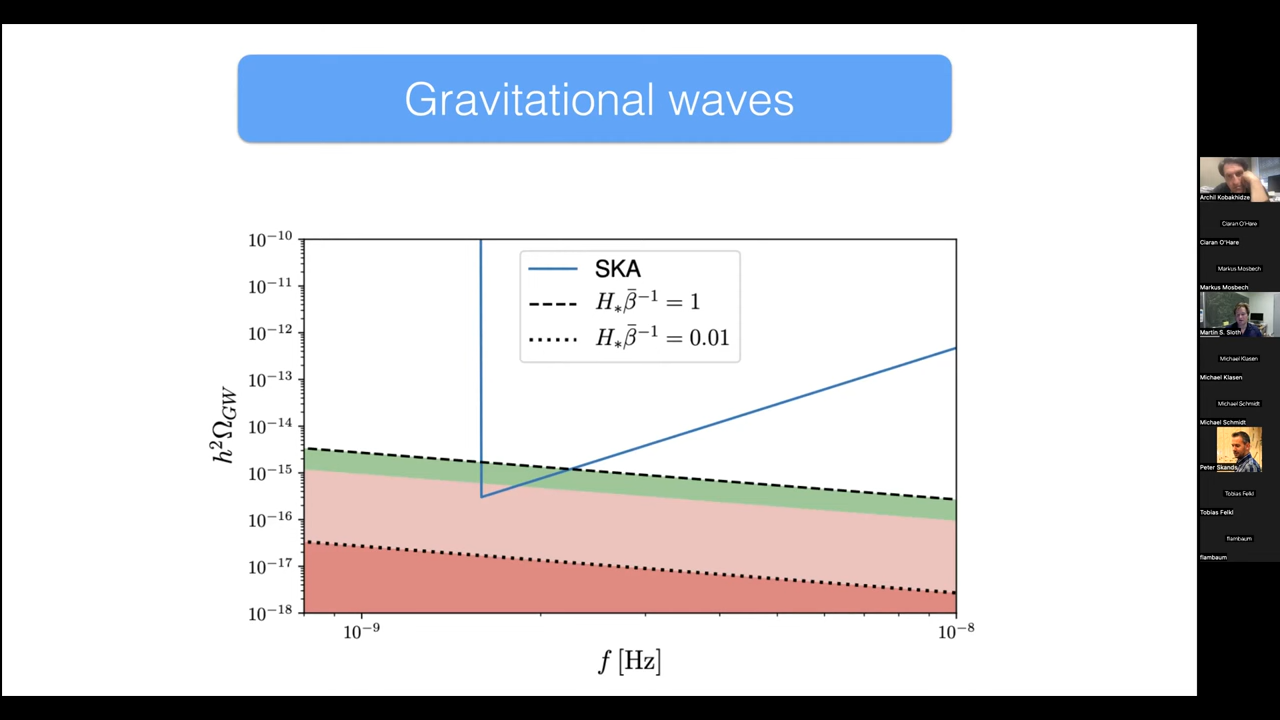 Gravitational waves
10⁻¹⁰
10⁻¹¹
10⁻¹²
10⁻¹³
10⁻¹⁴
10⁻¹⁵
10⁻¹⁶
10⁻¹⁷
10⁻¹⁸
h²Ω_GW
SKA
H_* β̄⁻¹ = 1
H_* β̄⁻¹ = 0.01
10⁻⁹
10⁻⁸
f [Hz]
Archil Kobakhidze
Ciaran O'Hare
Ciaran O'Hare
Markus Mosbech
Markus Mosbech
Martin S. Sloth
Michael Klasen
Michael Klasen
Michael Schmidt
Michael Schmidt
Peter Skands
Tobias Felkl
Tobias Felkl
flambaum
flambaum